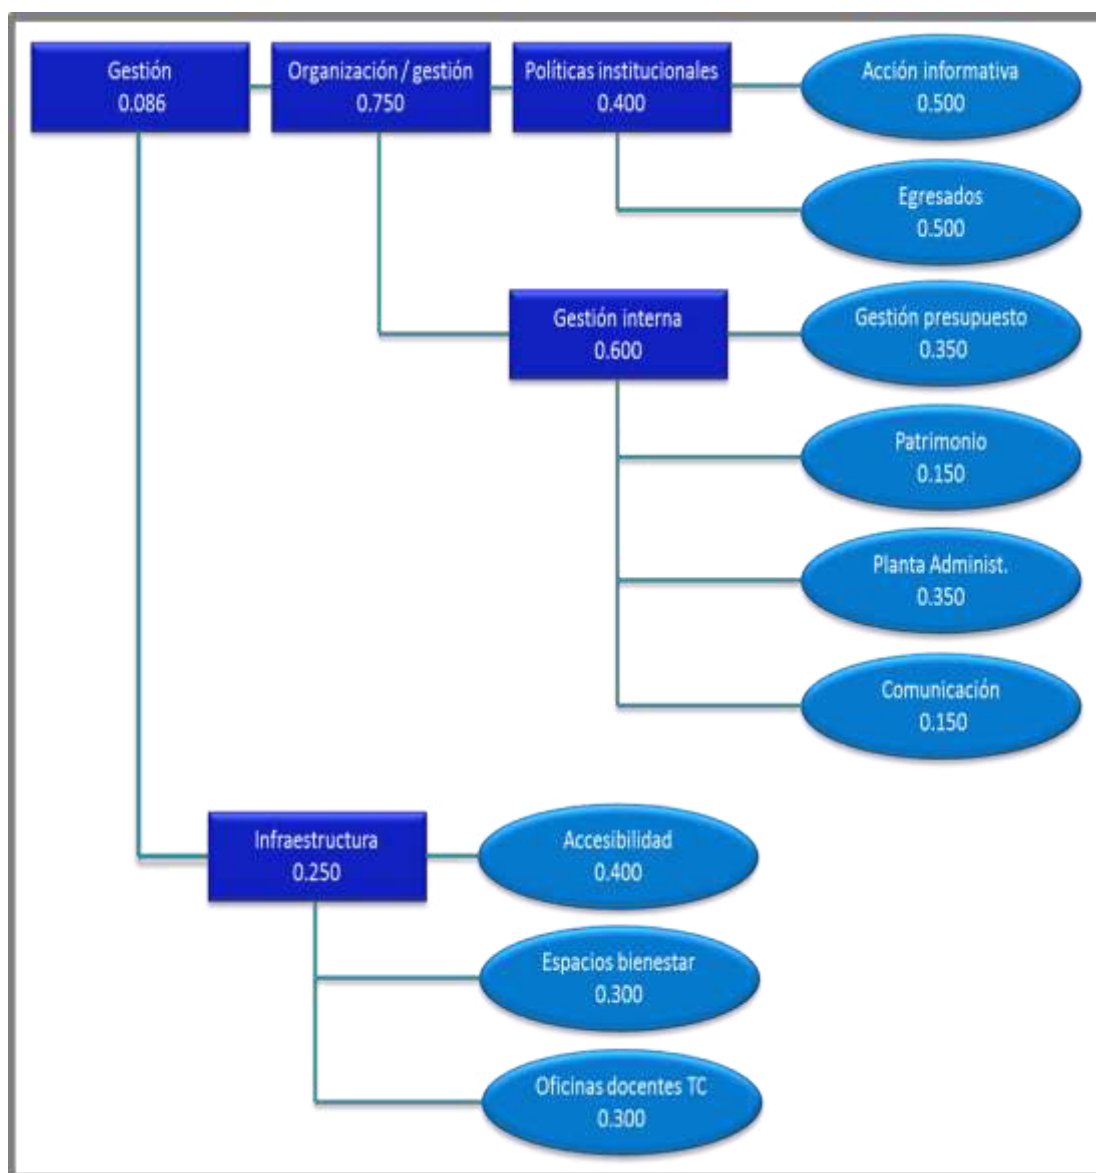 Gestión
0.086
Organización / gestión
0.750
Políticas institucionales
0.400
Acción informativa
0.500
Egresados
0.500
Gestión interna
0.600
Gestión presupuesto
0.350
Patrimonio
0.150
Planta Administ.
0.350
Comunicación
0.150
Infraestructura
0.250
Accesibilidad
0.400
Espacios bienestar
0.300
Oficinas docentes TC
0.300